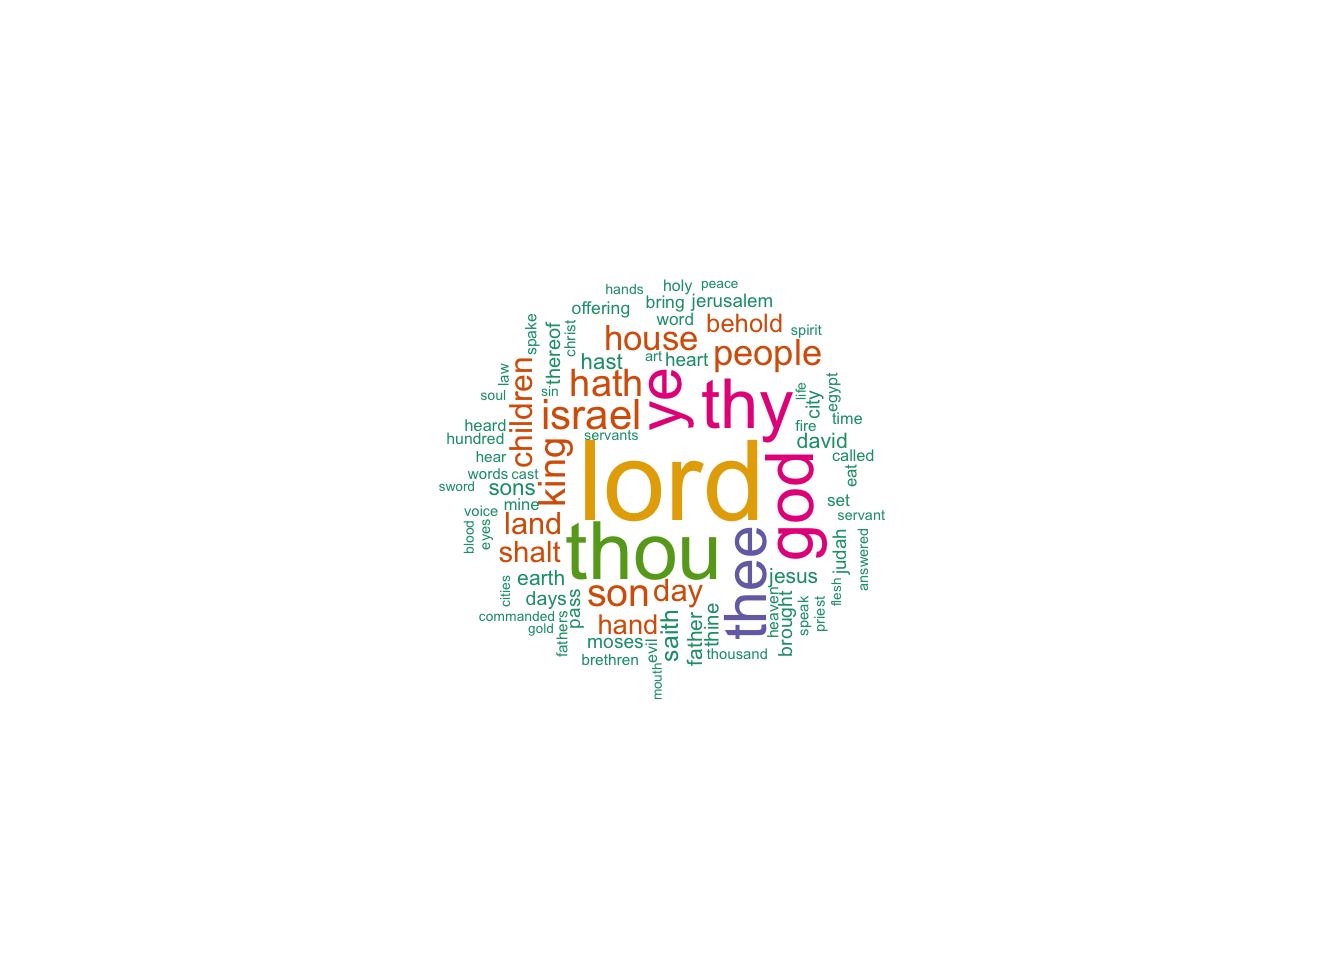 hands
holy
peace
offering
bring
jerusalem
word
behold
spirit
spake
christ
thereof
house
people
hast
art
heart
law
soul
sin
children
hath
ye
thy
life
city
egypt
israel
time
heard
hundred
servants
fire
david
hear
king
lord
god
called
words
cast
eat
sword
sons
mine
set
servant
voice
land
blood
eyes
shalt
thou
thee
judah
answered
earth
jesus
cities
days
pass
son
day
heaven
brought
speak
priest
flesh
commanded
gold
fathers
hand
moses
evil
saith
father
thine
thousand
brethren
mouth